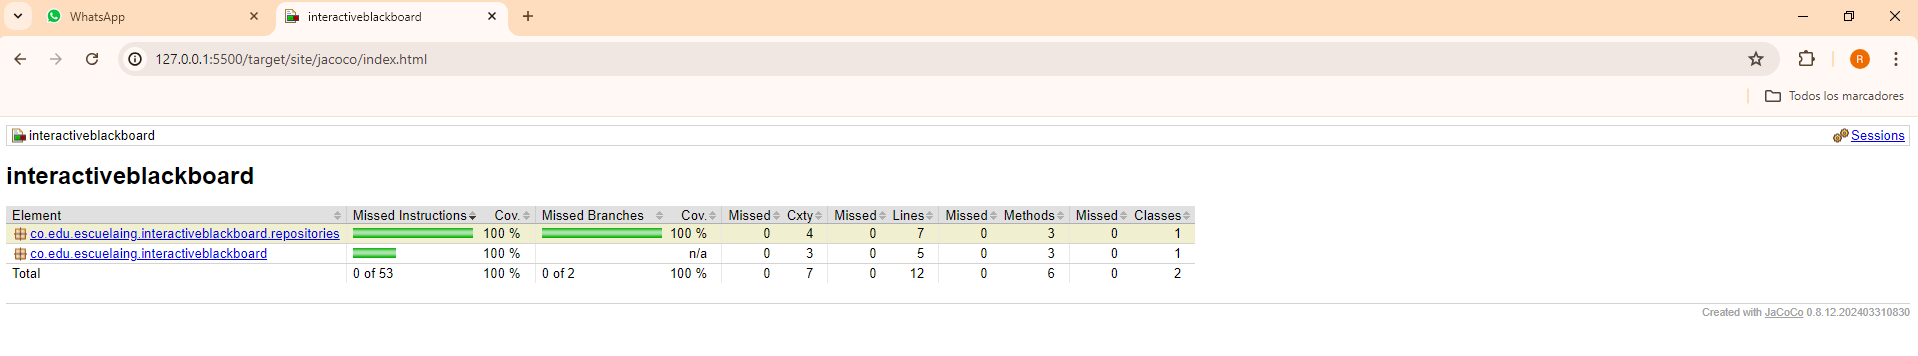 WhatsApp
interactiveblackboard
127.0.0.1:5500/target/site/jacoco/index.html
R
Todos los marcadores
interactiveblackboard Sessions
interactiveblackboard
Element Missed Instructions Cov. Missed Branches Cov. Missed Cxty Missed Lines Missed Methods Missed Classes
co.edu.escuelaing.interactiveblackboard.repositories 100 % 100 % 0 4 0 7 0 3 0 1
co.edu.escuelaing.interactiveblackboard 100 % n/a 0 3 0 5 0 3 0 1
Total 0 of 53 100 % 0 of 2 100 % 0 7 0 12 0 6 0 2
Created with JaCoCo 0.8.12.202403310830